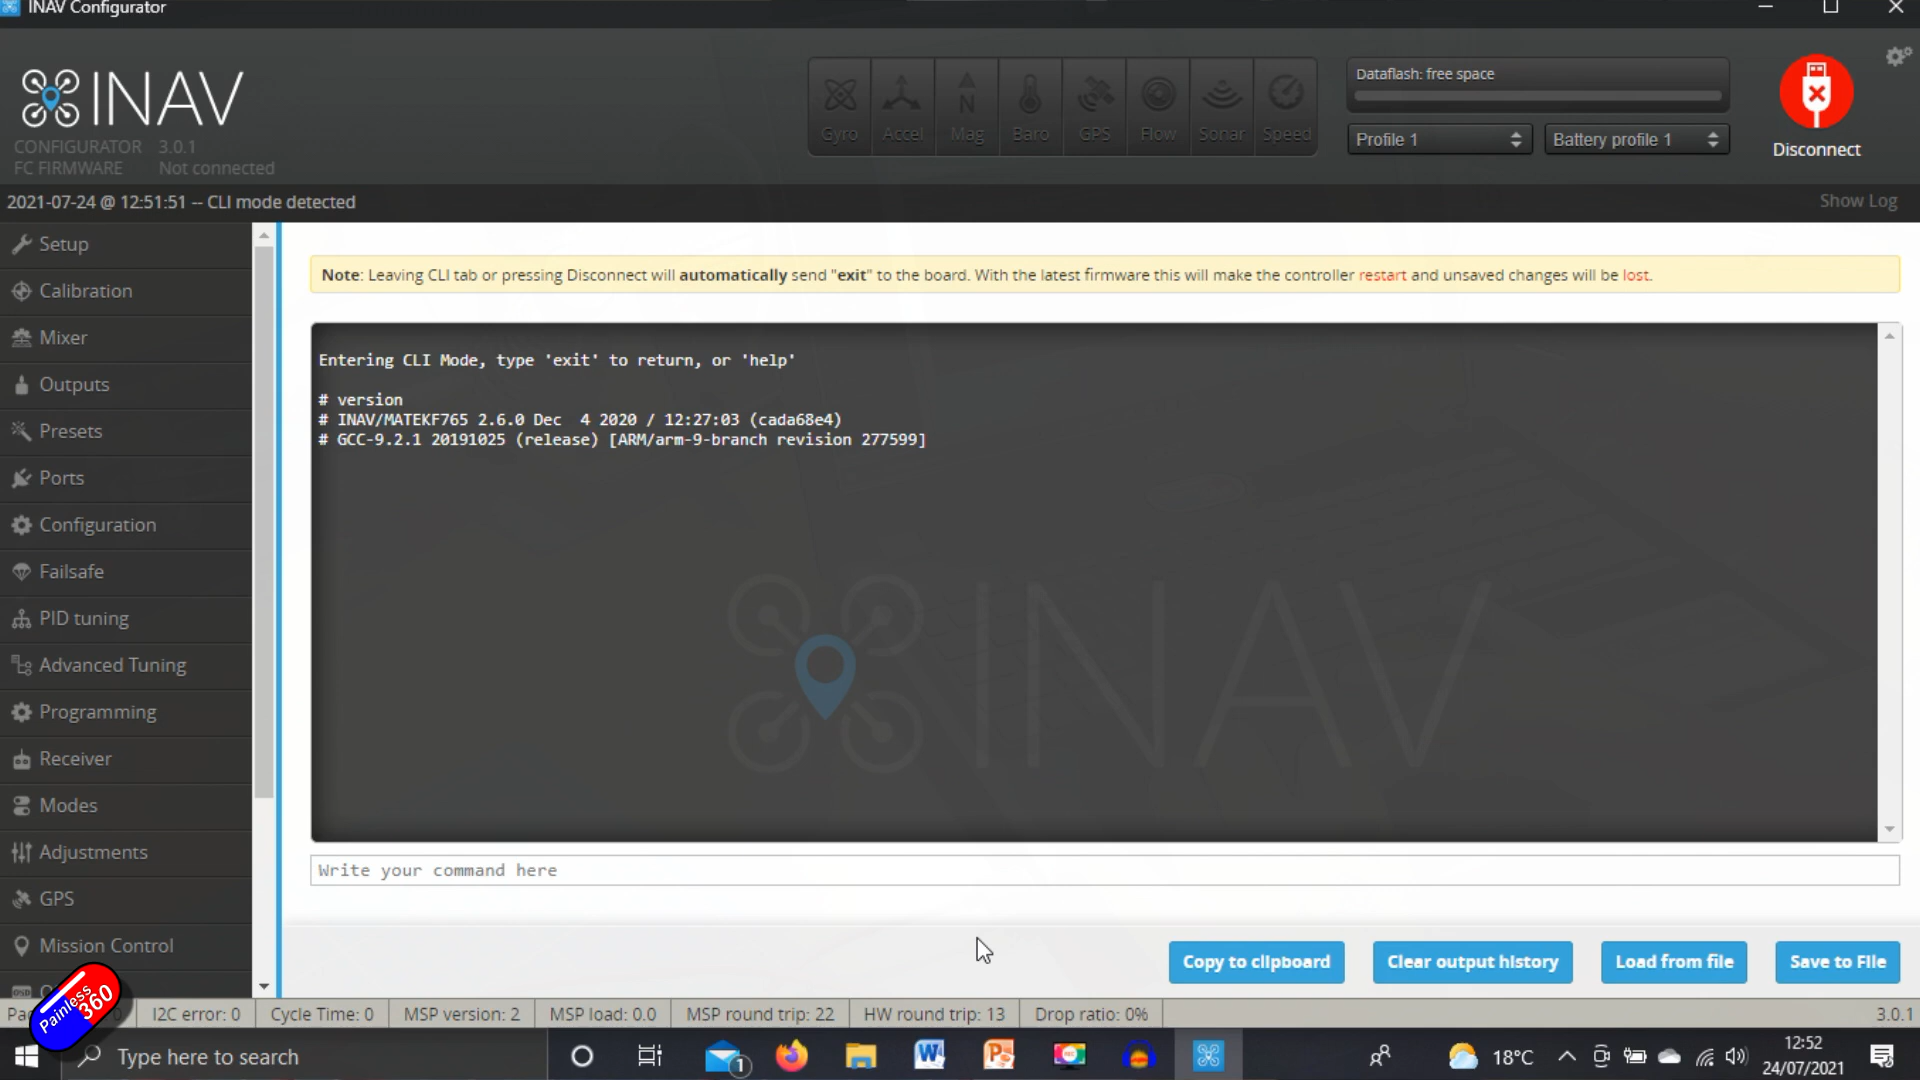 INAV Configurator
INAV
CONFIGURATOR 3.0.1
FC FIRMWARE Not connected
Gyro Accel Mag Baro GPS Flow Sonar Speed
Dataflash: free space
Profile 1
Battery profile 1
Disconnect
2021-07-24 @ 12:51:51 -- CLI mode detected
Show Log
Setup
Calibration
Mixer
Outputs
Presets
Ports
Configuration
Failsafe
PID tuning
Advanced Tuning
Programming
Receiver
Modes
Adjustments
GPS
Mission Control
Note: Leaving CLI tab or pressing Disconnect will automatically send "exit" to the board. With the latest firmware this will make the controller restart and unsaved changes will be lost.
Entering CLI Mode, type 'exit' to return, or 'help'
# version
# INAV/MATEKF765 2.6.0 Dec  4 2020 / 12:27:03 (cada68e4)
# GCC-9.2.1 20191025 (release) [ARM/arm-9-branch revision 277599]
INAV
Write your command here
Copy to clipboard
Clear output history
Load from file
Save to File
Painless 360
I2C error: 0
Cycle Time: 0
MSP version: 2
MSP load: 0.0
MSP round trip: 22
HW round trip: 13
Drop ratio: 0%
3.0.1
Type here to search
1
18°C
12:52
24/07/2021